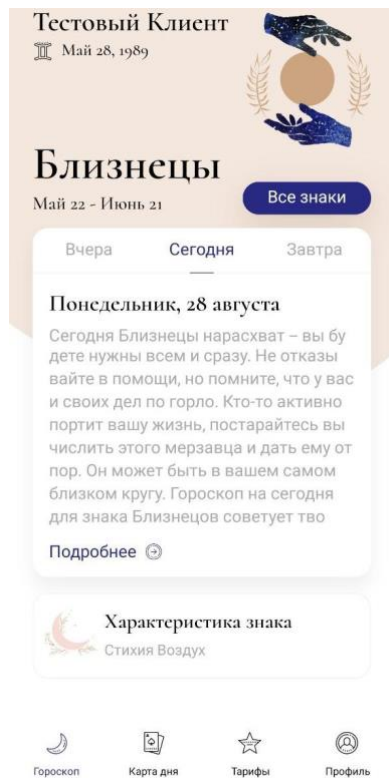 Тестовый Клиент
Май 28, 1989
Близнецы
Май 22 - Июнь 21
Все знаки
Вчера Сегодня Завтра
Понедельник, 28 августа
Сегодня Близнецы нарасхват – вы бу
дете нужны всем и сразу. Не отказы
вайте в помощи, но помните, что у вас
и своих дел по горло. Кто-то активно
портит вашу жизнь, постарайтесь вы
числить этого мерзавца и дать ему от
пор. Он может быть в вашем самом
близком кругу. Гороскоп на сегодня
для знака Близнецов советует тво
Подробнее
Характеристика знака
Стихия Воздух
Гороскоп Карта дня Тарифы Профиль